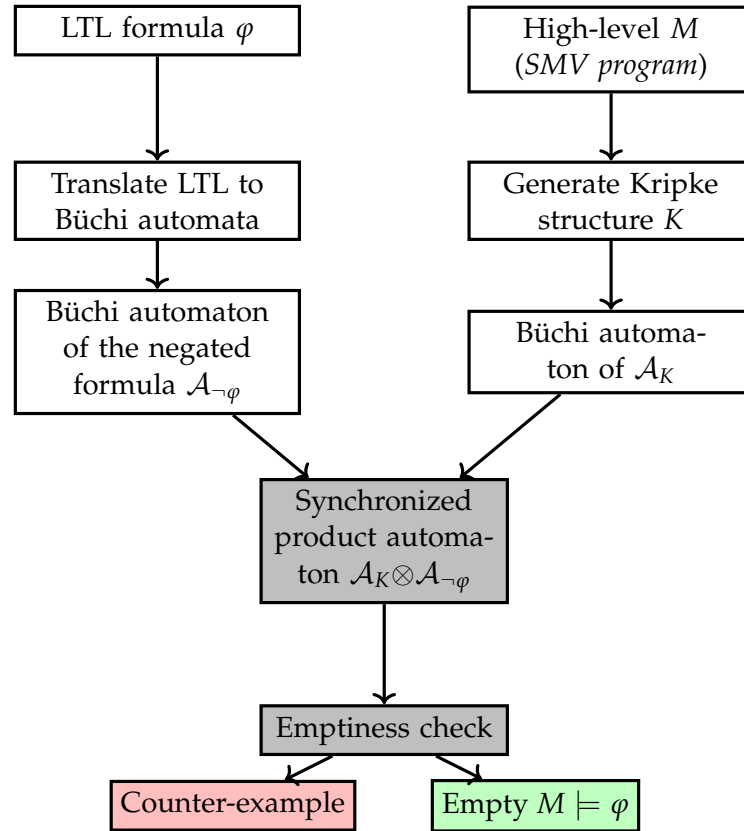 LTL formula φ
High-level M
(SMV program)
Translate LTL to
Büchi automata
Generate Kripke
structure K
Büchi automaton
of the negated
formula 𝒜¬φ
Büchi automa-
ton of 𝒜K
Synchronized
product automa-
ton 𝒜K⊗𝒜¬φ
Emptiness check
Counter-example
Empty M ⊨ φ